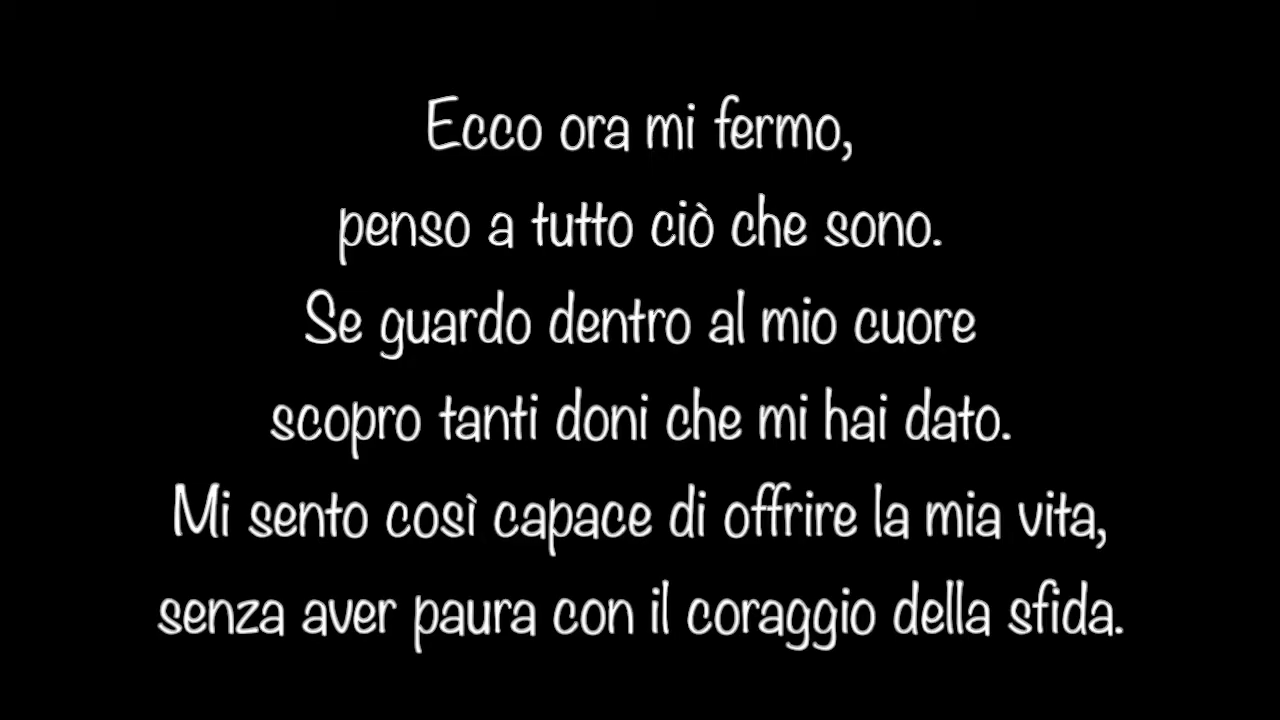 Ecco ora mi fermo,
penso a tutto ciò che sono.
Se guardo dentro al mio cuore
scopro tanti doni che mi hai dato.
Mi sento così capace di offrire la mia vita,
senza aver paura con il coraggio della sfida.